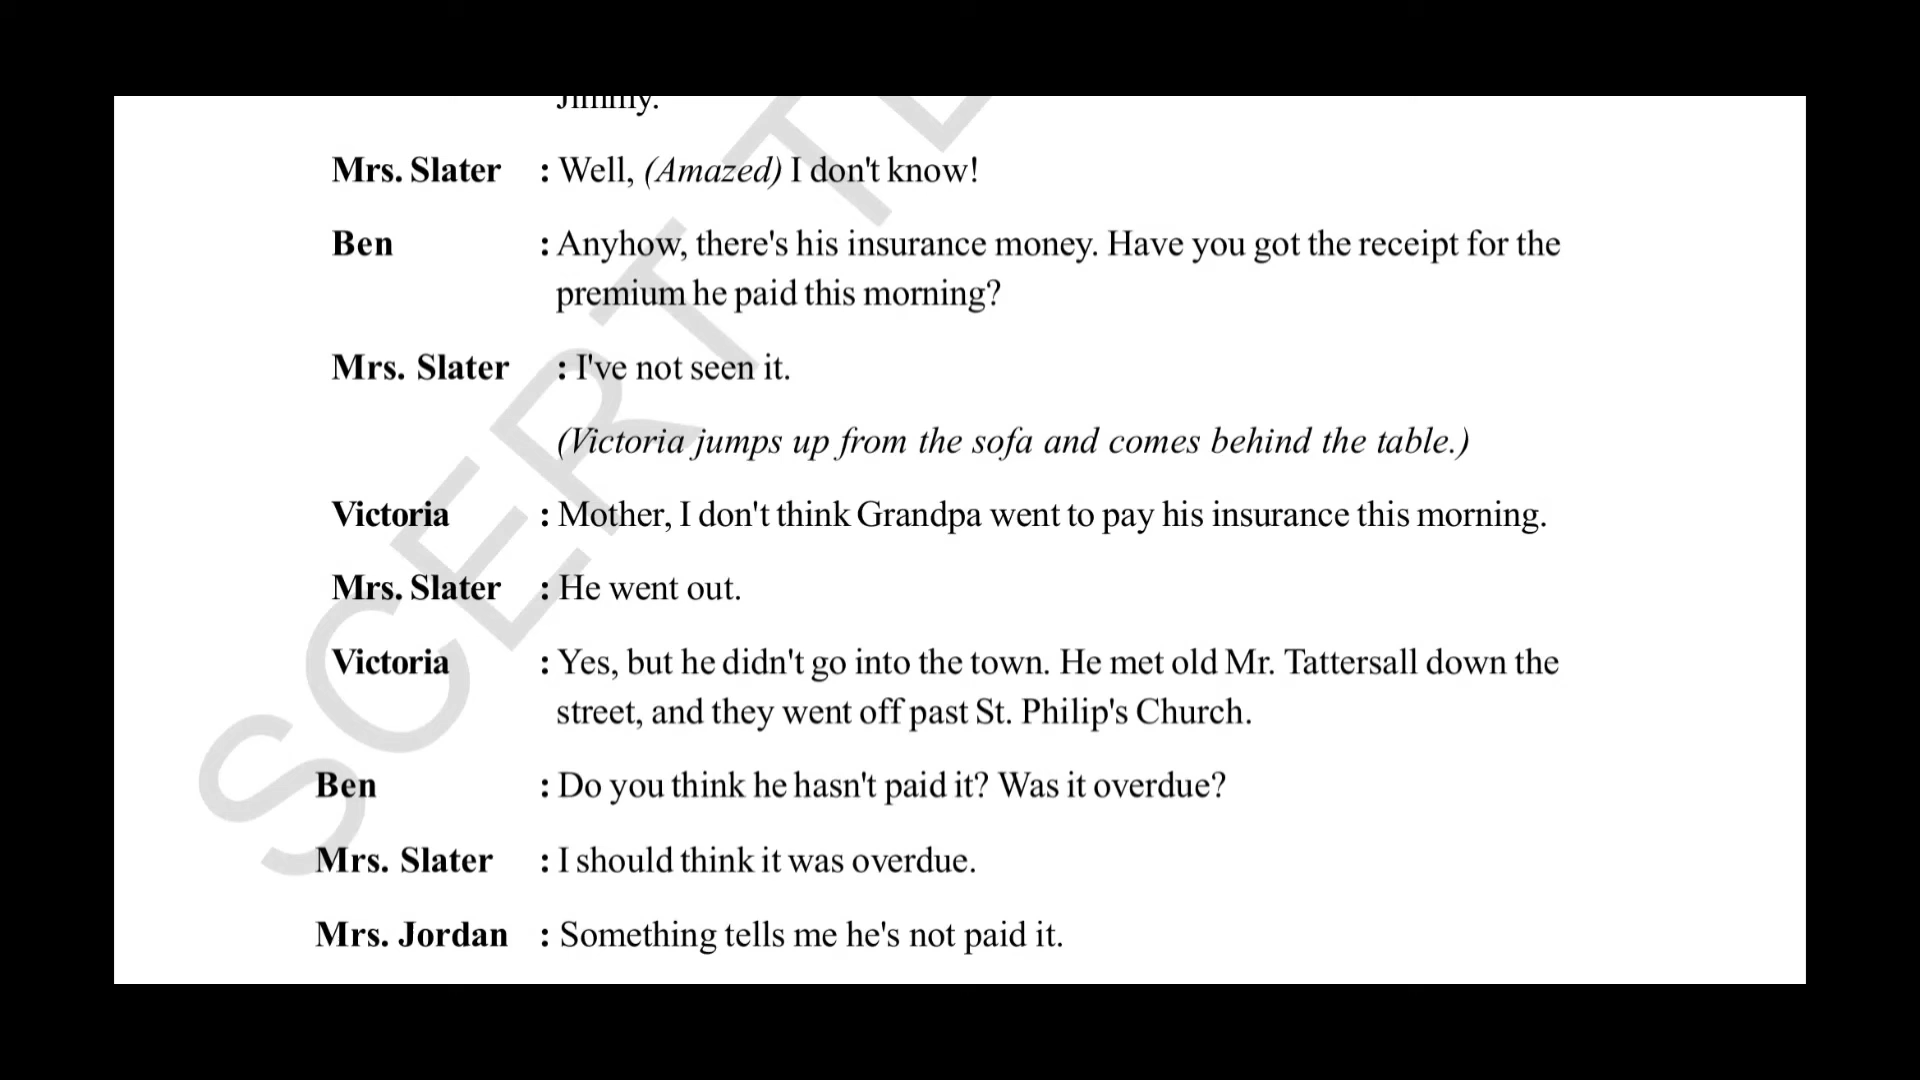 Jimmy.
Mrs. Slater : Well, (Amazed) I don't know!
Ben : Anyhow, there's his insurance money. Have you got the receipt for the
premium he paid this morning?
Mrs. Slater : I've not seen it.
(Victoria jumps up from the sofa and comes behind the table.)
Victoria : Mother, I don't think Grandpa went to pay his insurance this morning.
Mrs. Slater : He went out.
Victoria : Yes, but he didn't go into the town. He met old Mr. Tattersall down the
street, and they went off past St. Philip's Church.
Ben : Do you think he hasn't paid it? Was it overdue?
Mrs. Slater : I should think it was overdue.
Mrs. Jordan : Something tells me he's not paid it.
SCERT